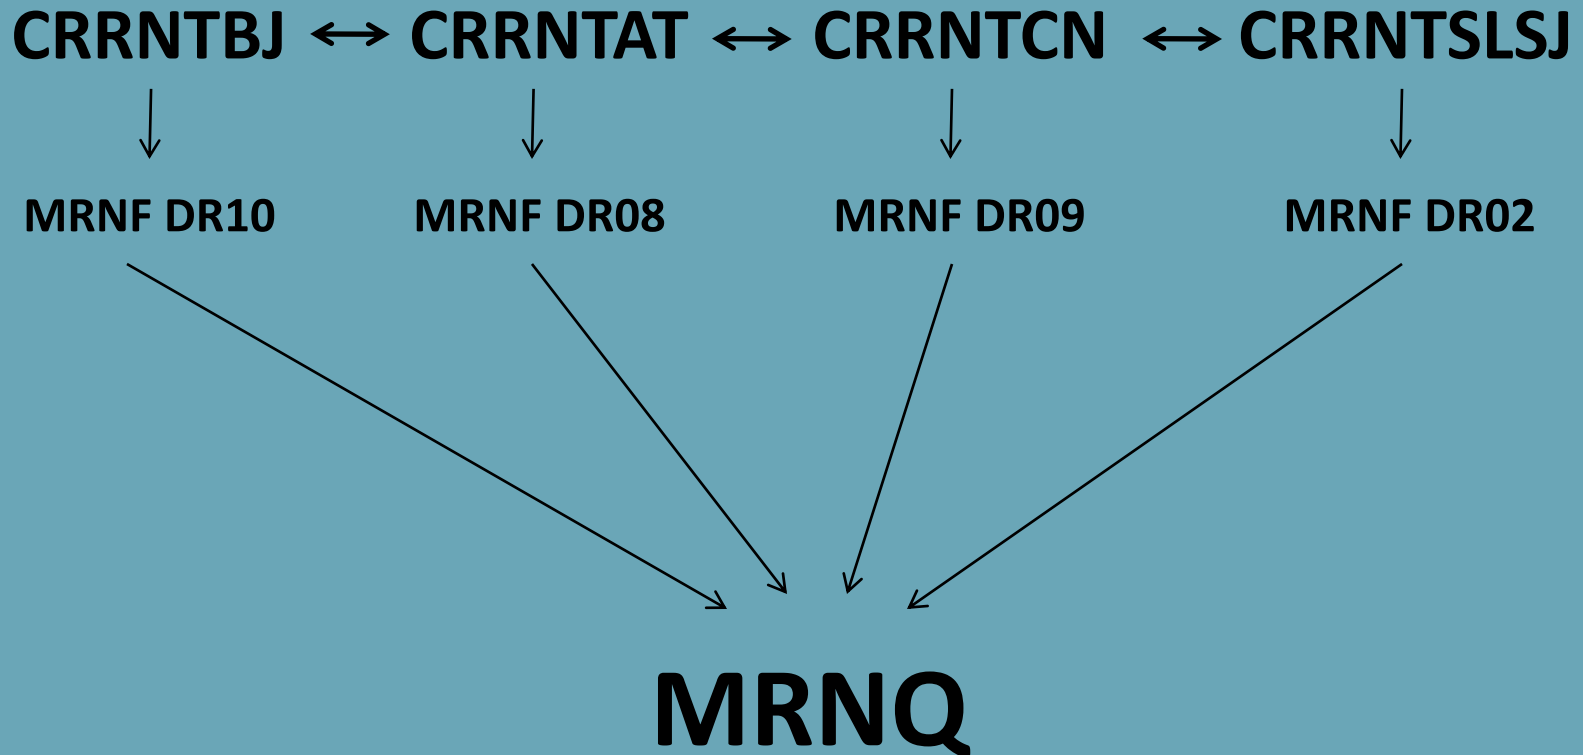 CRRNTBJ ↔ CRRNTAT ↔ CRRNTCN ↔ CRRNTSLSJ
MRNF DR10 MRNF DR08 MRNF DR09 MRNF DR02
MRNQ